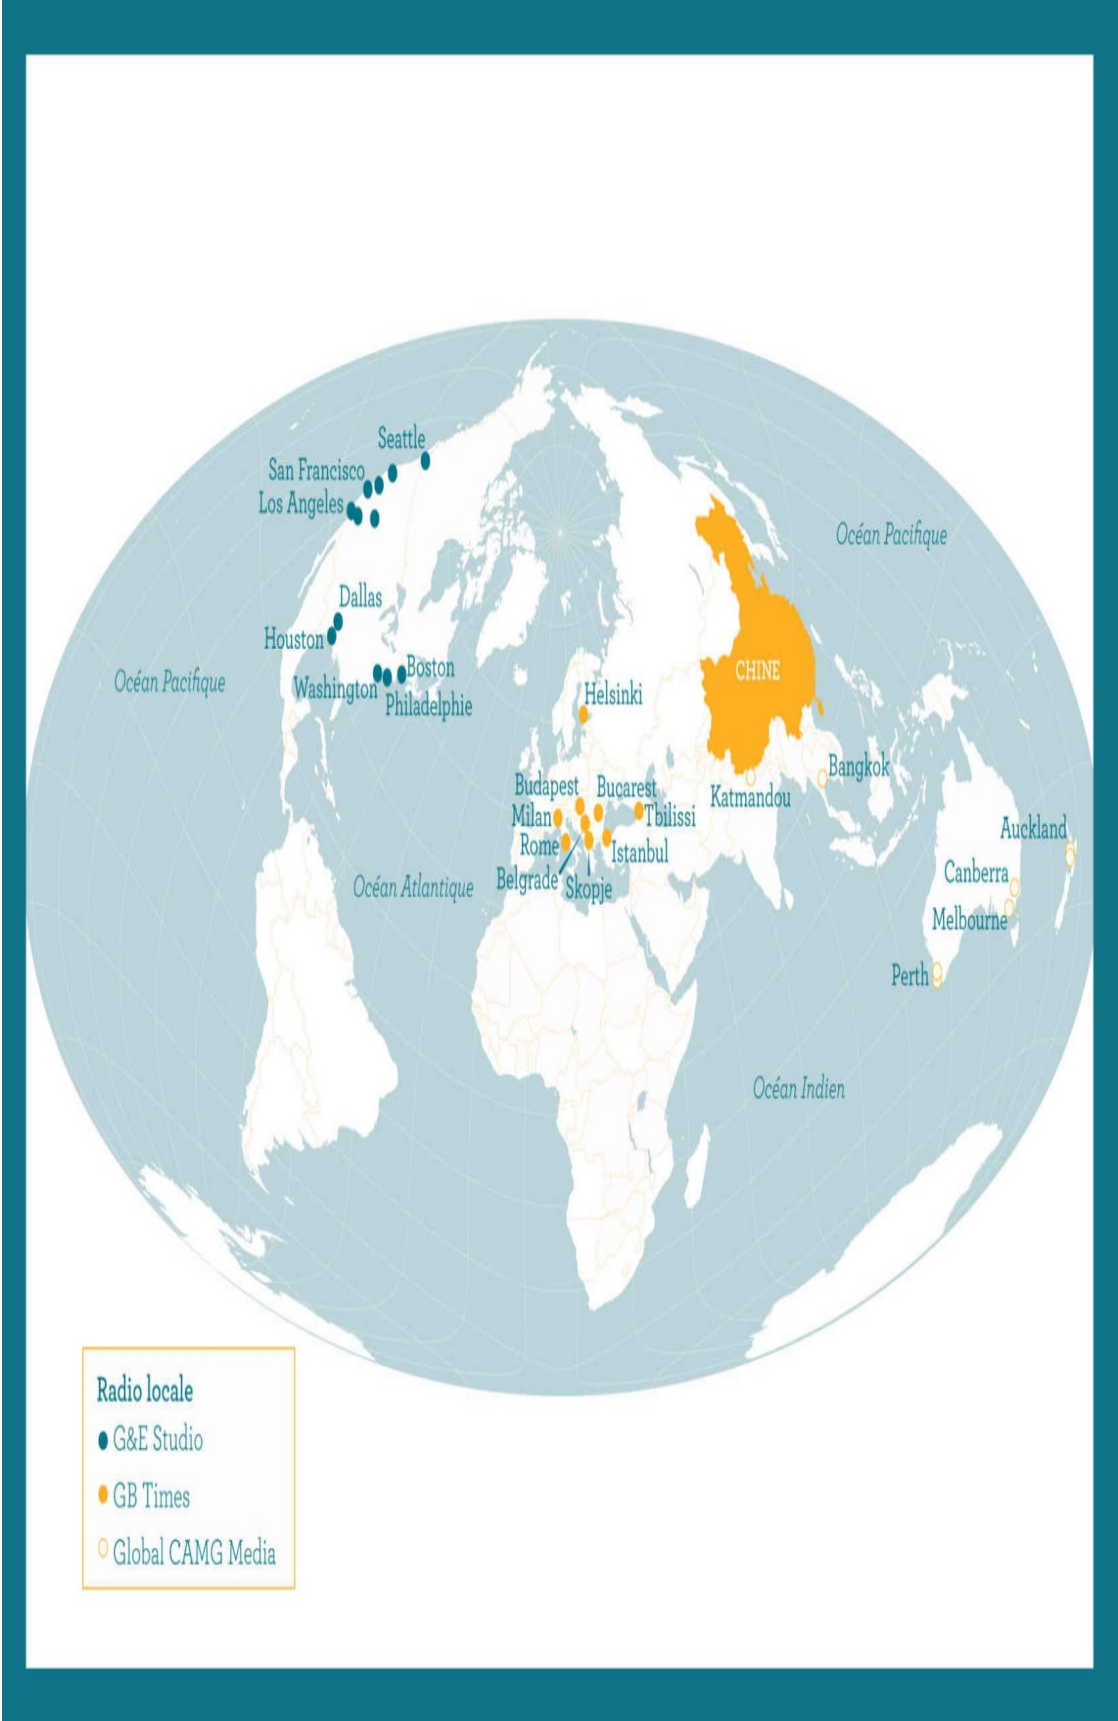 Seattle
San Francisco
Los Angeles
Océan Pacifique
Dallas
Houston
Boston
Washington
Philadelphie
Océan Pacifique
CHINE
Helsinki
Bangkok
Katmandou
Budapest
Bucarest
Milan
Tbilissi
Rome
Istanbul
Belgrade
Skopje
Auckland
Canberra
Melbourne
Perth
Océan Atlantique
Océan Indien
Radio locale
G&E Studio
GB Times
Global CAMG Media